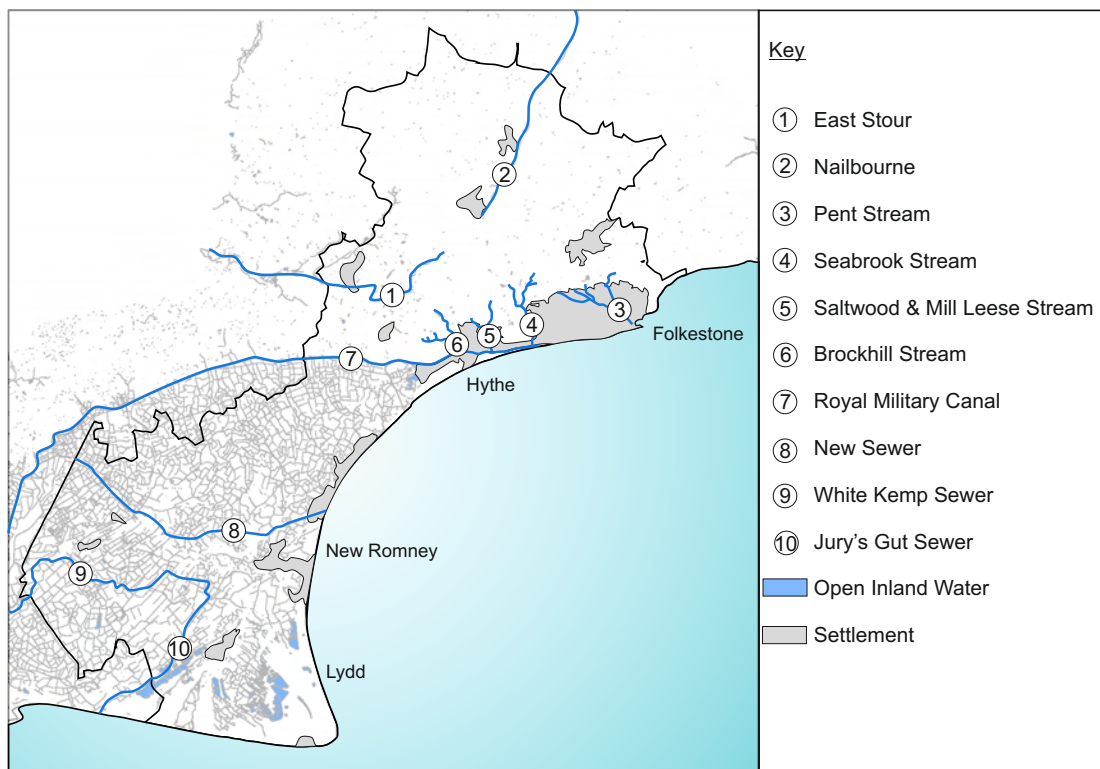 Key
1 East Stour
2 Nailbourne
3 Pent Stream
4 Seabrook Stream
5 Saltwood & Mill Leese Stream
6 Brockhill Stream
7 Royal Military Canal
8 New Sewer
9 White Kemp Sewer
10 Jury's Gut Sewer
Open Inland Water
Settlement
2
1
3
4
5
6
7
Folkestone
Hythe
8
New Romney
9
10
Lydd